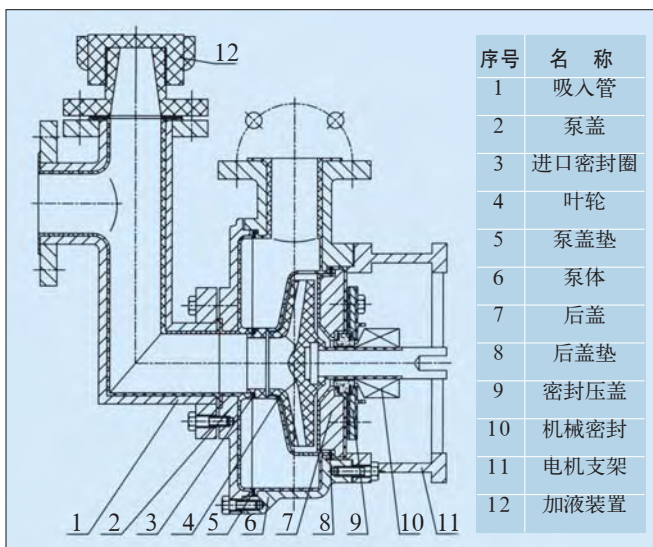 12
序号 名 称
1 吸入管
2 泵盖
3 进口密封圈
4 叶轮
5 泵盖垫
6 泵体
7 后盖
8 后盖垫
9 密封压盖
10 机械密封
11 电机支架
12 加液装置
1 2 3 4 5 6 7 8 9 10 11